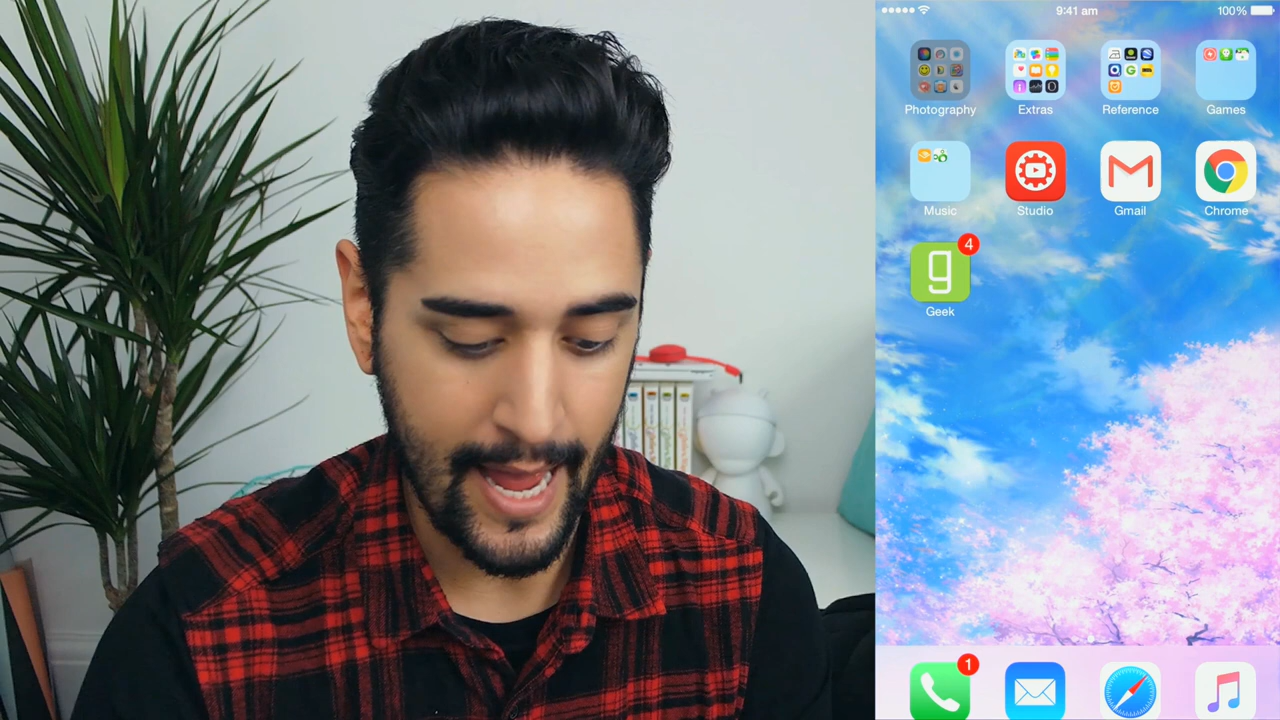 9:41 am
100%
Photography
Extras
Reference
Games
Music
Studio
Gmail
Chrome
g
4
Geek
1